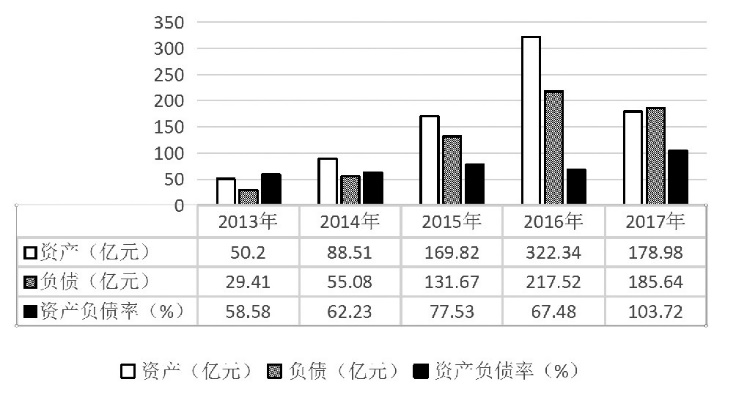 350
300
250
200
150
100
50
0
2013年 2014年 2015年 2016年 2017年
资产（亿元） 50.2 88.51 169.82 322.34 178.98
负债（亿元） 29.41 55.08 131.67 217.52 185.64
资产负债率（%） 58.58 62.23 77.53 67.48 103.72
资产（亿元） 负债（亿元） 资产负债率（%）